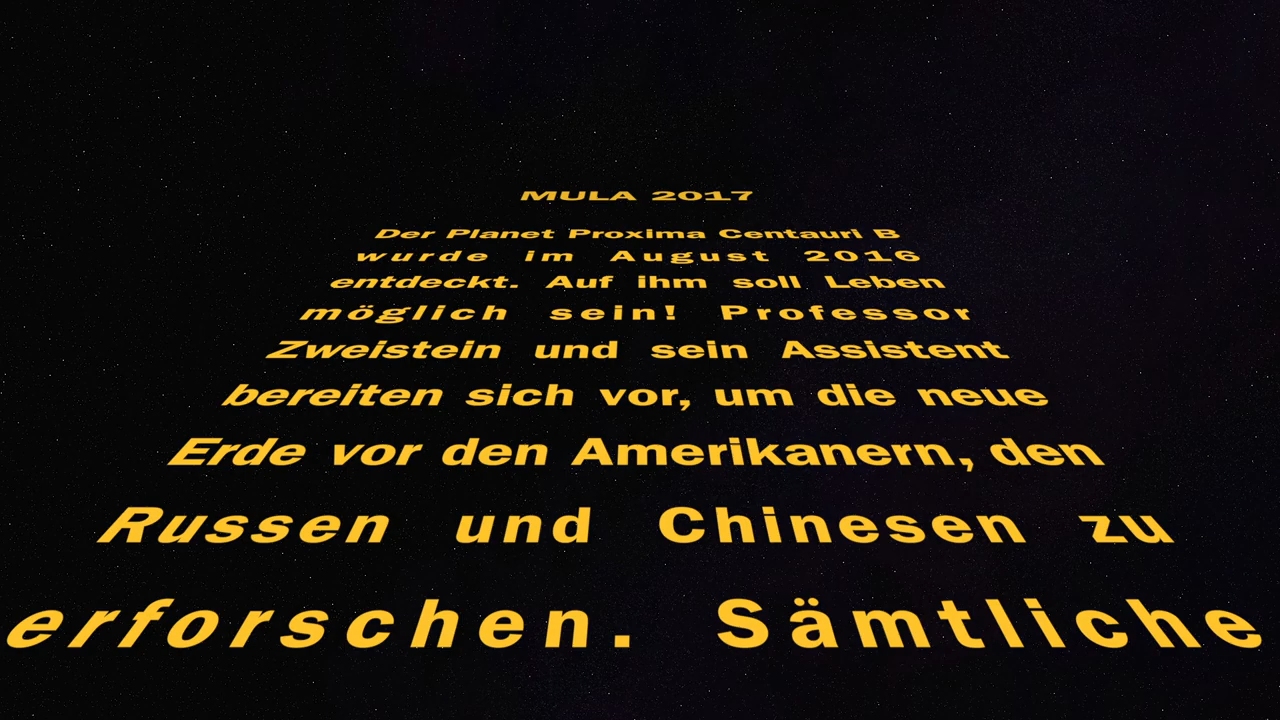 MULA 2017
Der Planet Proxima Centauri B
wurde im August 2016
entdeckt. Auf ihm soll Leben
möglich sein! Professor
Zweistein und sein Assistent
bereiten sich vor, um die neue
Erde vor den Amerikanern, den
Russen und Chinesen zu
erforschen. Sämtliche